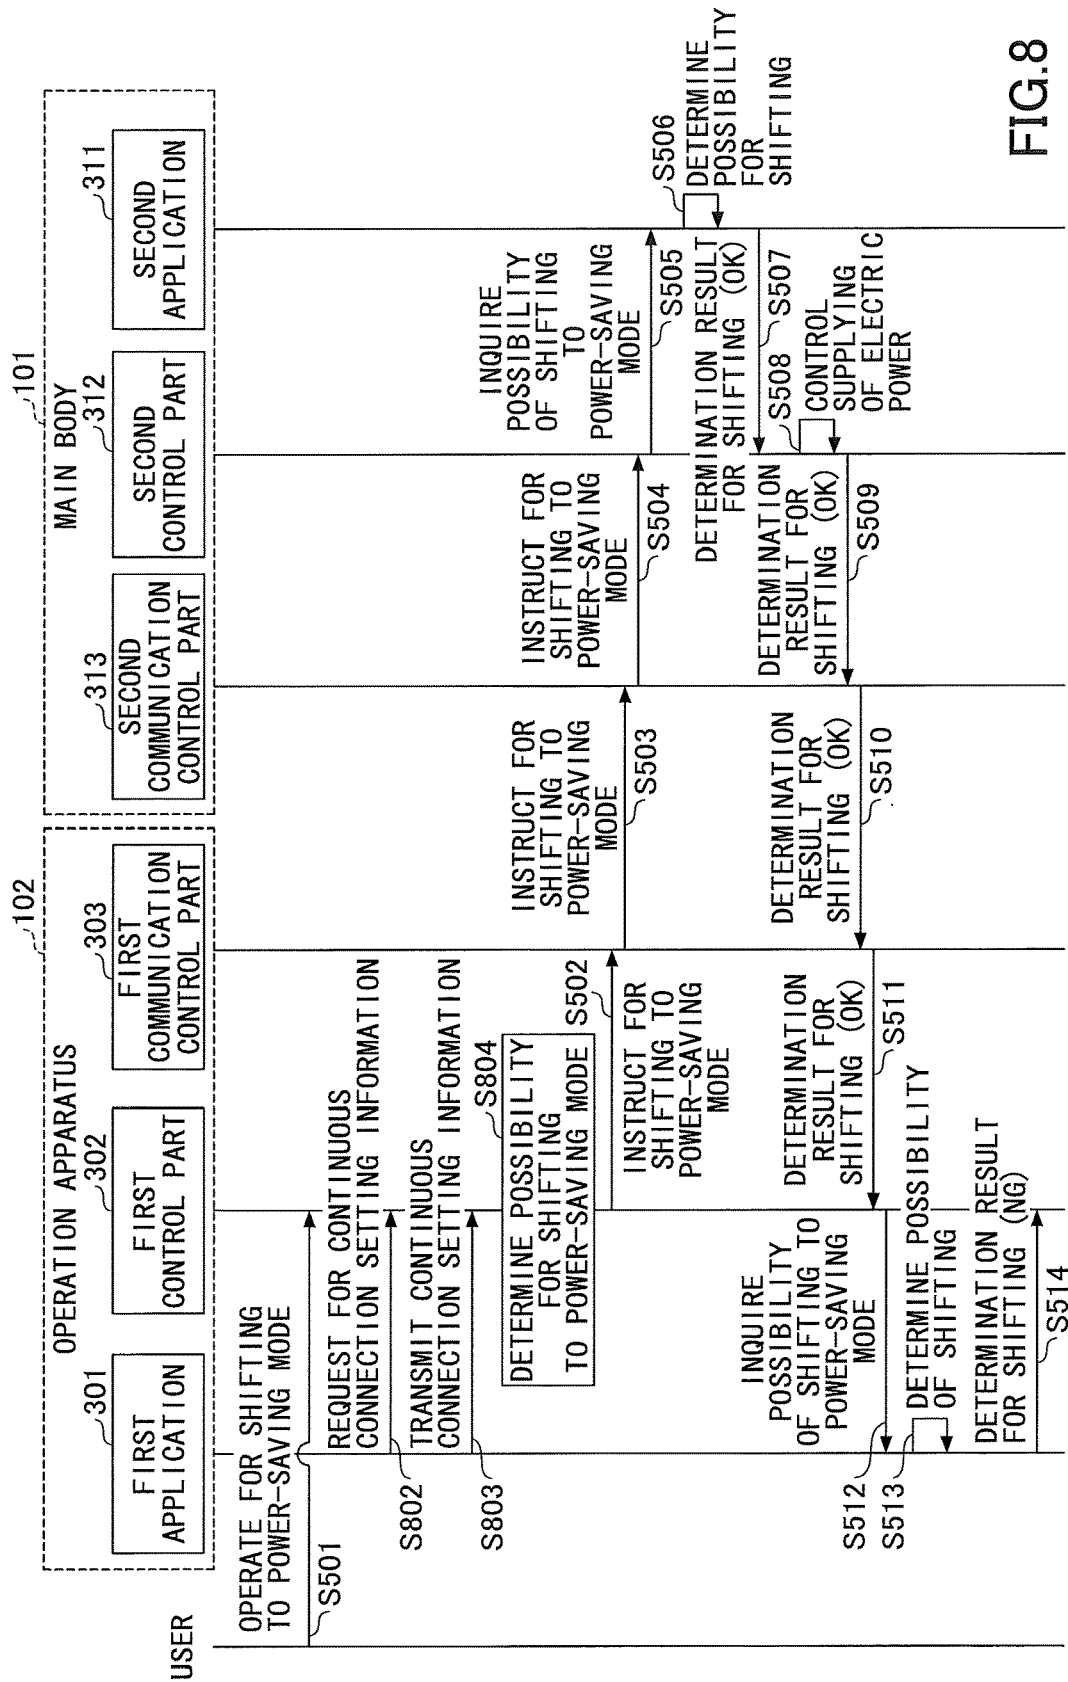 OPERATION APPARATUS
102
MAIN BODY
101
USER
301
FIRST
APPLICATION
302
FIRST
CONTROL PART
303
FIRST
COMMUNICATION
CONTROL PART
313
SECOND
COMMUNICATION
CONTROL PART
312
SECOND
CONTROL PART
311
SECOND
APPLICATION
OPERATE FOR SHIFTING
TO POWER-SAVING MODE
S501
REQUEST FOR CONTINUOUS
CONNECTION SETTING INFORMATION
S802
TRANSMIT CONTINUOUS
CONNECTION SETTING INFORMATION
S803
S804
DETERMINE POSSIBILITY
FOR SHIFTING
TO POWER-SAVING MODE
S502
INSTRUCT FOR
SHIFTING TO
POWER-SAVING
MODE
INSTRUCT FOR
SHIFTING TO
POWER-SAVING
MODE
S503
INSTRUCT FOR
SHIFTING TO
POWER-SAVING
MODE
S504
INQUIRE
POSSIBILITY
OF SHIFTING
TO
POWER-SAVING
MODE
S505
S506
DETERMINE
POSSIBILITY
FOR
SHIFTING
DETERMINATION RESULT
FOR SHIFTING (OK)
S507
S508
CONTROL
SUPPLYING
OF ELECTRIC
POWER
DETERMINATION
RESULT FOR
SHIFTING (OK)
S509
DETERMINATION
RESULT FOR
SHIFTING (OK)
S510
DETERMINATION
RESULT FOR
SHIFTING (OK)
S511
INQUIRE
POSSIBILITY
OF SHIFTING TO
POWER-SAVING
MODE
S512
S513
DETERMINE POSSIBILITY
OF SHIFTING
DETERMINATION RESULT
FOR SHIFTING (NG)
S514
FIG.8